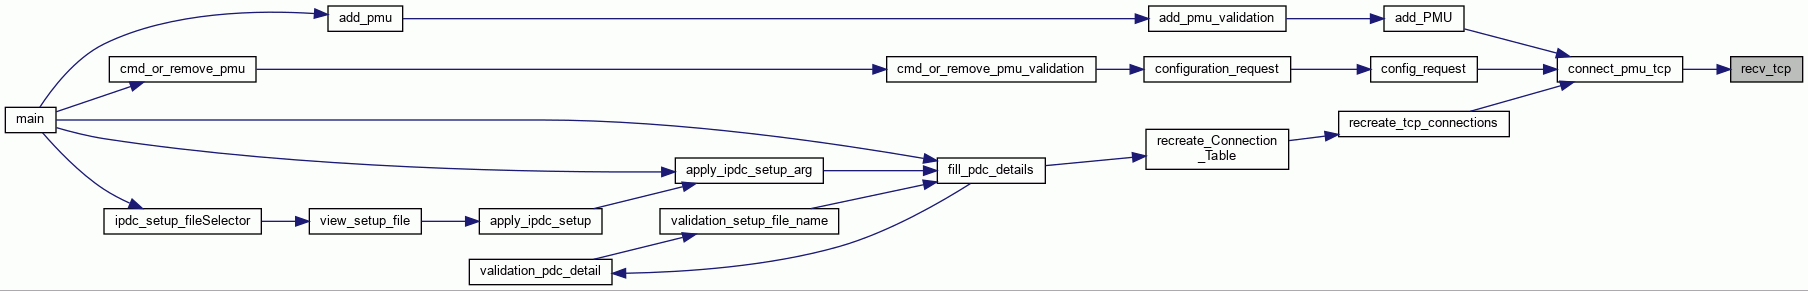 add_pmu
add_pmu_validation
add_PMU
cmd_or_remove_pmu
cmd_or_remove_pmu_validation
configuration_request
config_request
connect_pmu_tcp
recv_tcp
main
recreate_tcp_connections
recreate_Connection
_Table
apply_ipdc_setup_arg
fill_pdc_details
ipdc_setup_fileSelector
view_setup_file
apply_ipdc_setup
validation_setup_file_name
validation_pdc_detail